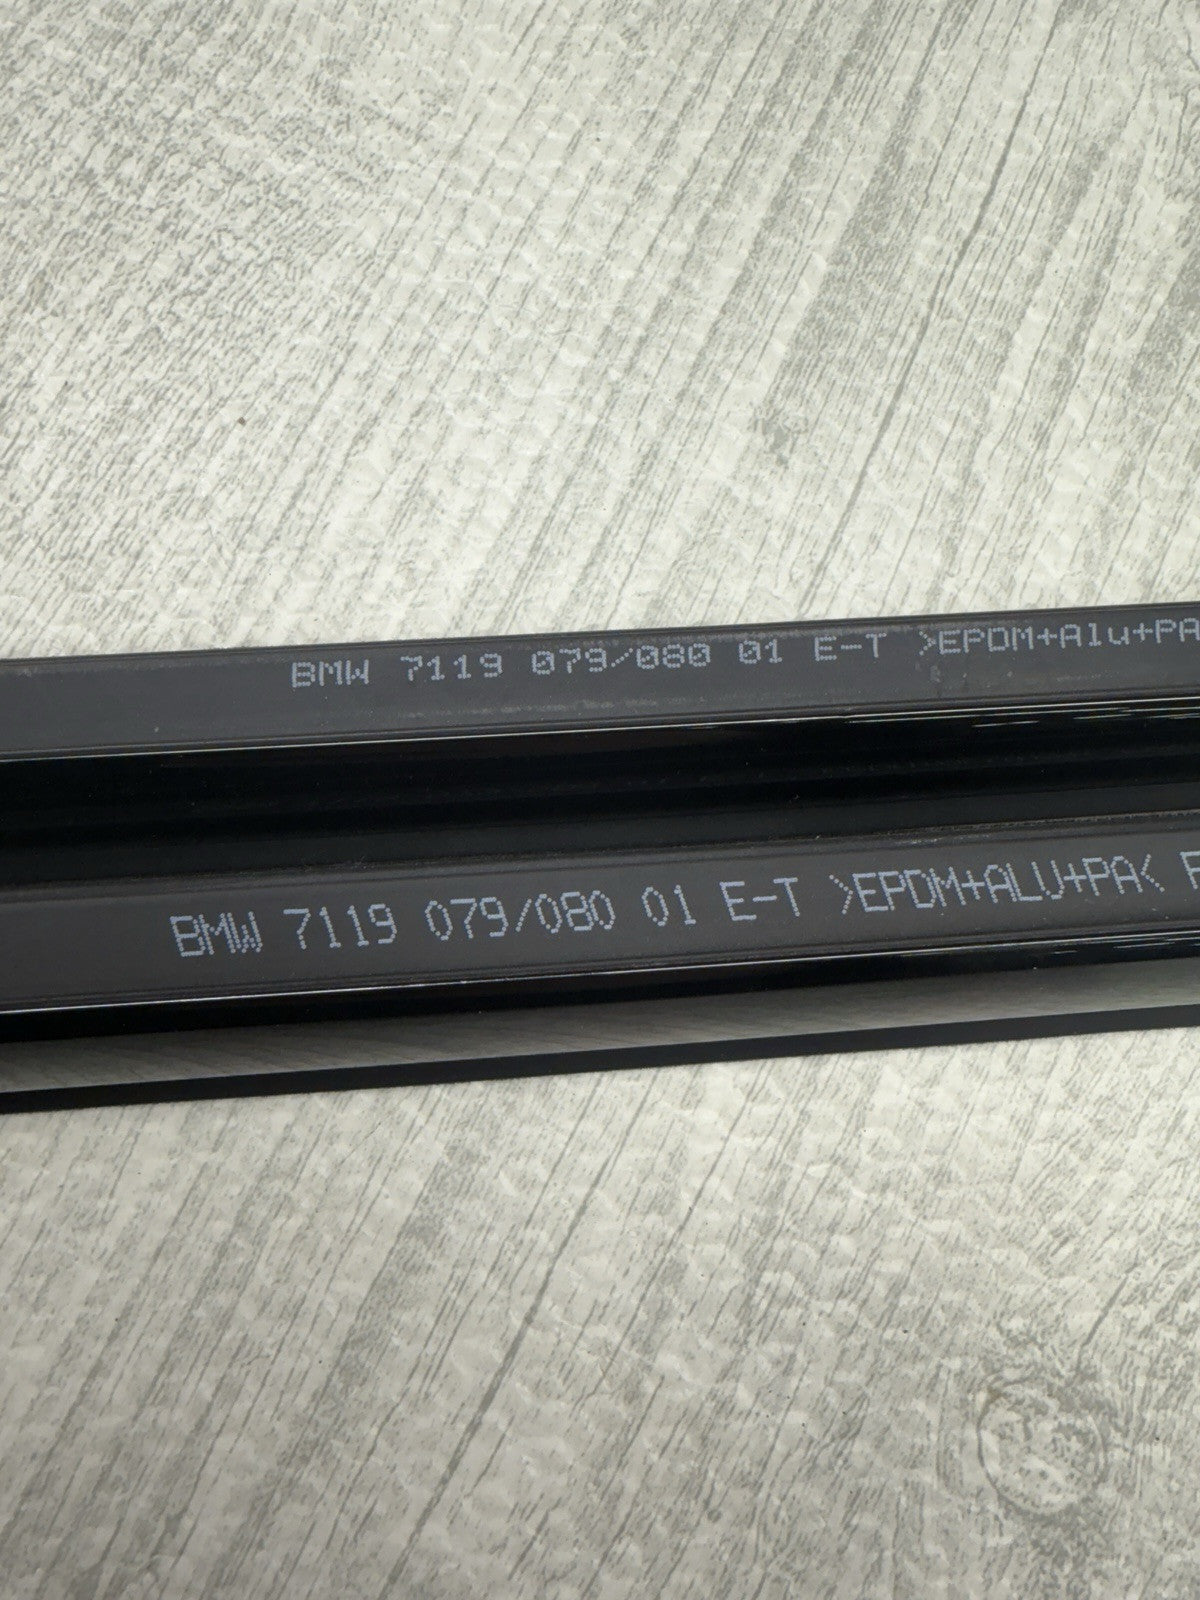 BMW 7119 079/080 01 E-T >EPDM+Alu+PA
BMW 7119 079/080 01 E-T >EPDM+ALU+PA<